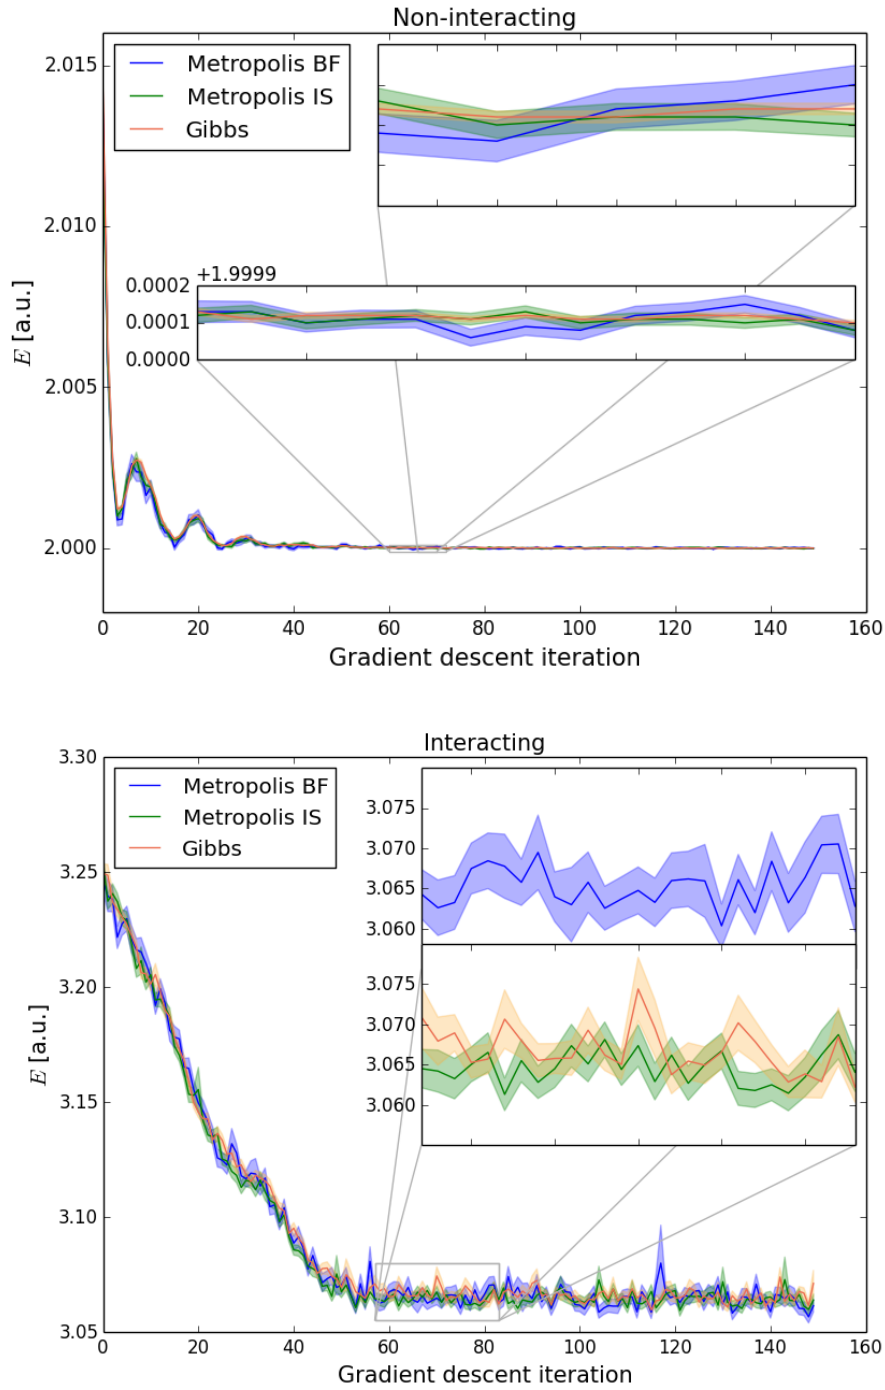 Non-interacting
2.015
Metropolis BF
Metropolis IS
Gibbs
2.010
+1.9999
0.0002
0.0001
0.0000
E [a.u.]
2.005
2.000
0 20 40 60 80 100 120 140 160
Gradient descent iteration
Interacting
3.30
Metropolis BF
Metropolis IS
Gibbs
3.075
3.070
3.065
3.060
3.25
3.20
3.075
3.070
3.065
3.060
E [a.u.]
3.15
3.10
3.05
0 20 40 60 80 100 120 140 160
Gradient descent iteration